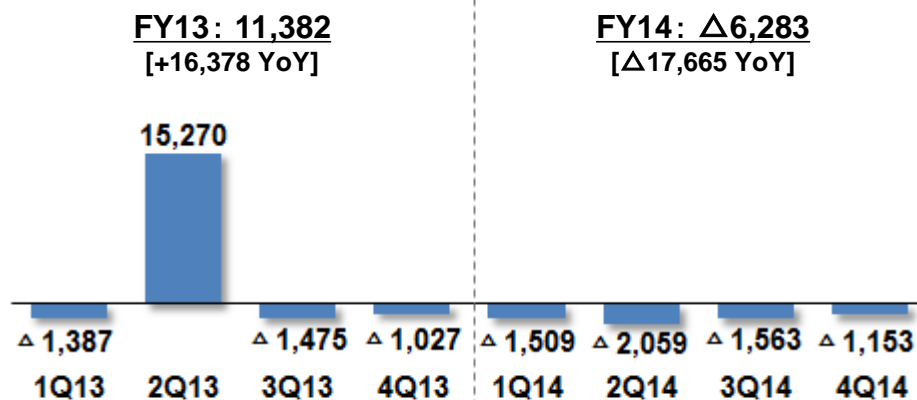 FY13: 11,382
[+16,378 YoY]
FY14: △6,283
[△17,665 YoY]
15,270
△ 1,387
△ 1,475
△ 1,027
△ 1,509
△ 2,059
△ 1,563
△ 1,153
1Q13
2Q13
3Q13
4Q13
1Q14
2Q14
3Q14
4Q14